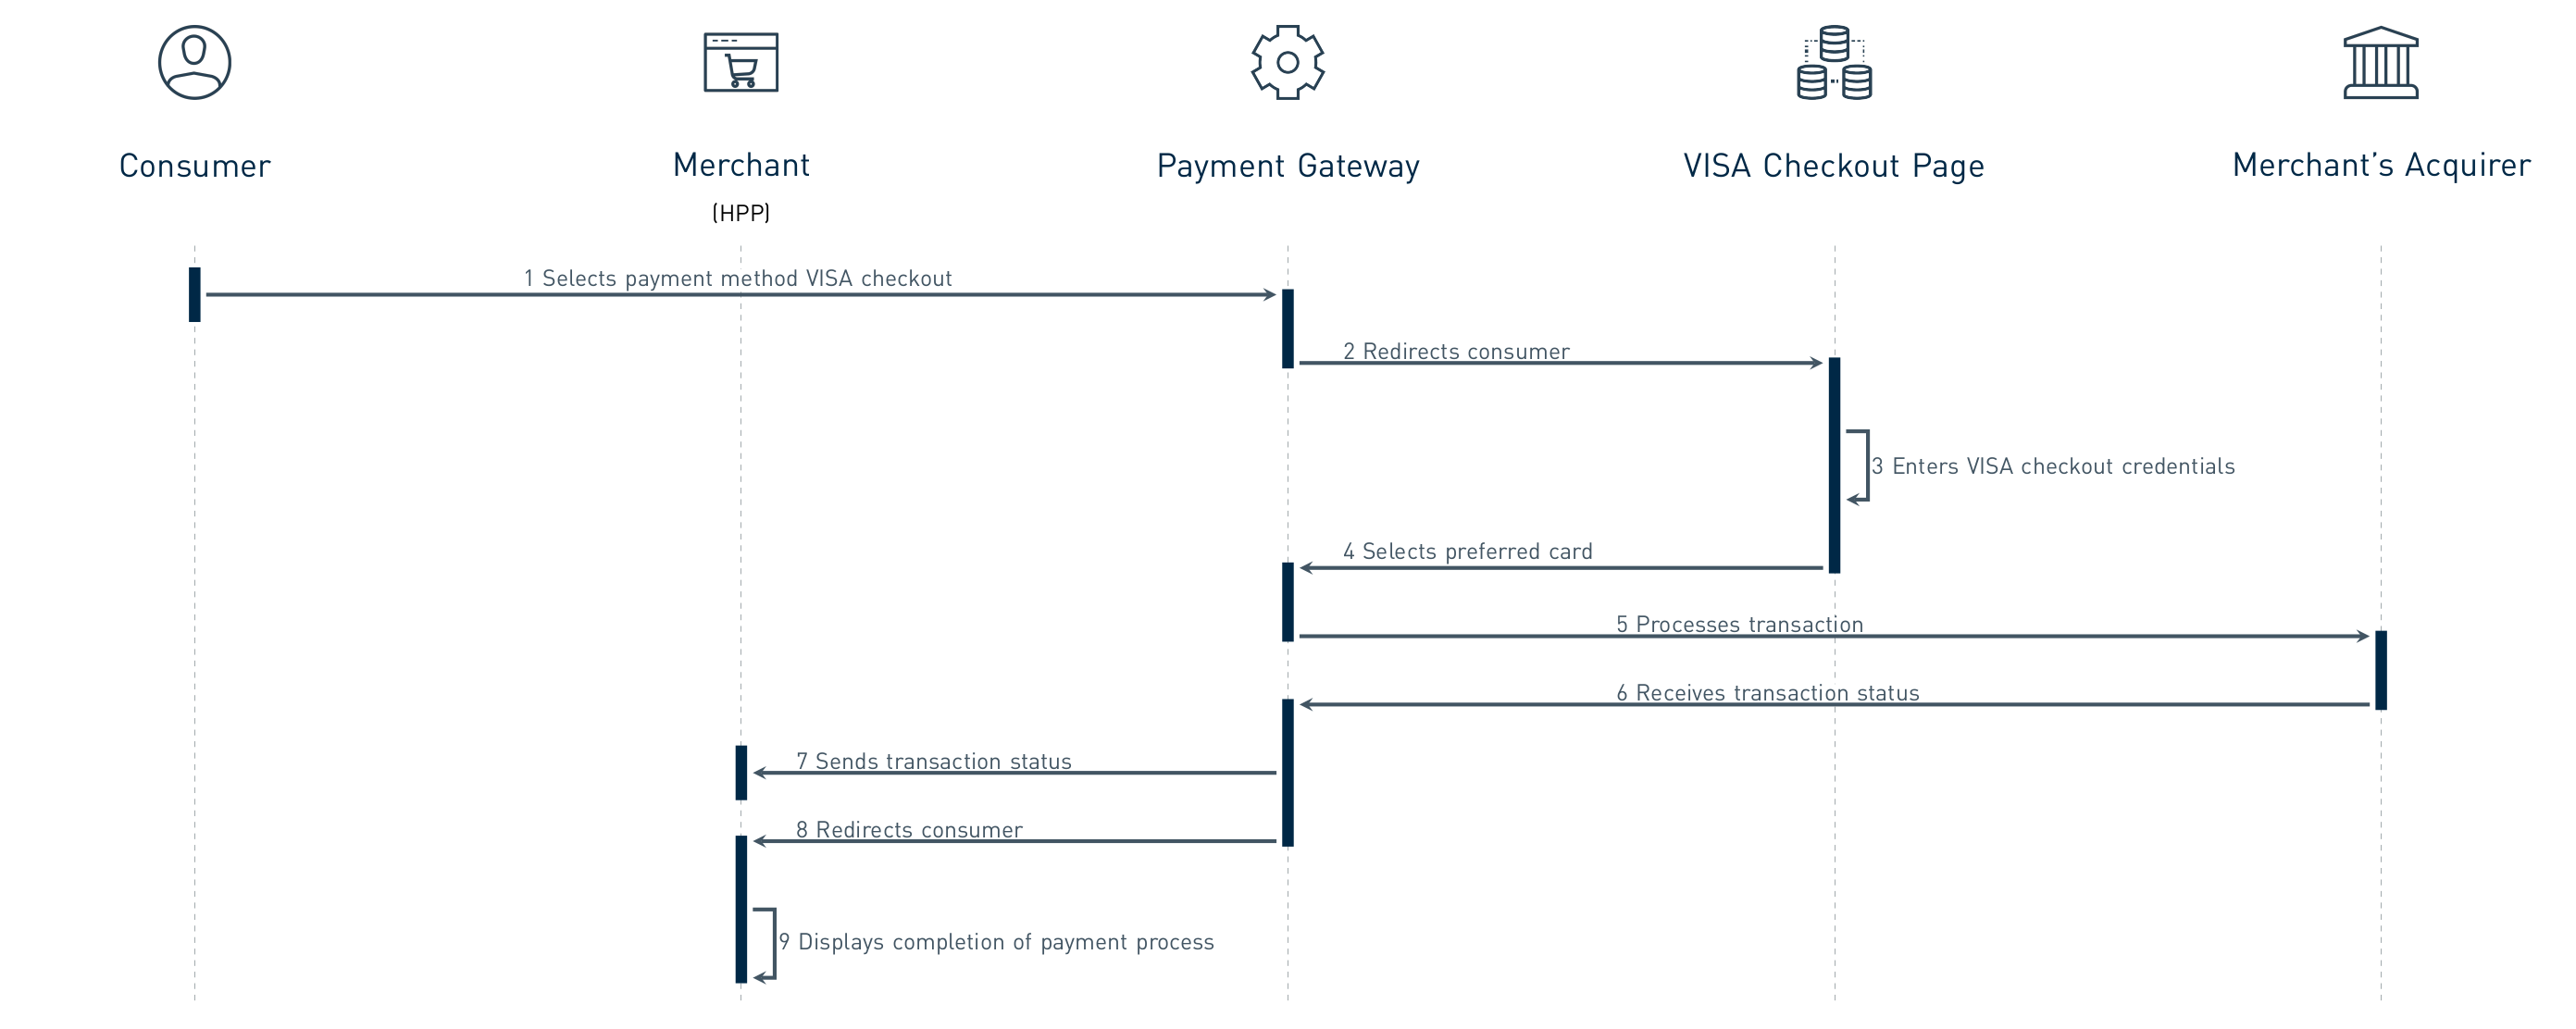 Consumer
Merchant
(HPP)
Payment Gateway
VISA Checkout Page
Merchant’s Acquirer
1 Selects payment method VISA checkout
2 Redirects consumer
3 Enters VISA checkout credentials
4 Selects preferred card
5 Processes transaction
6 Receives transaction status
7 Sends transaction status
8 Redirects consumer
9 Displays completion of payment process